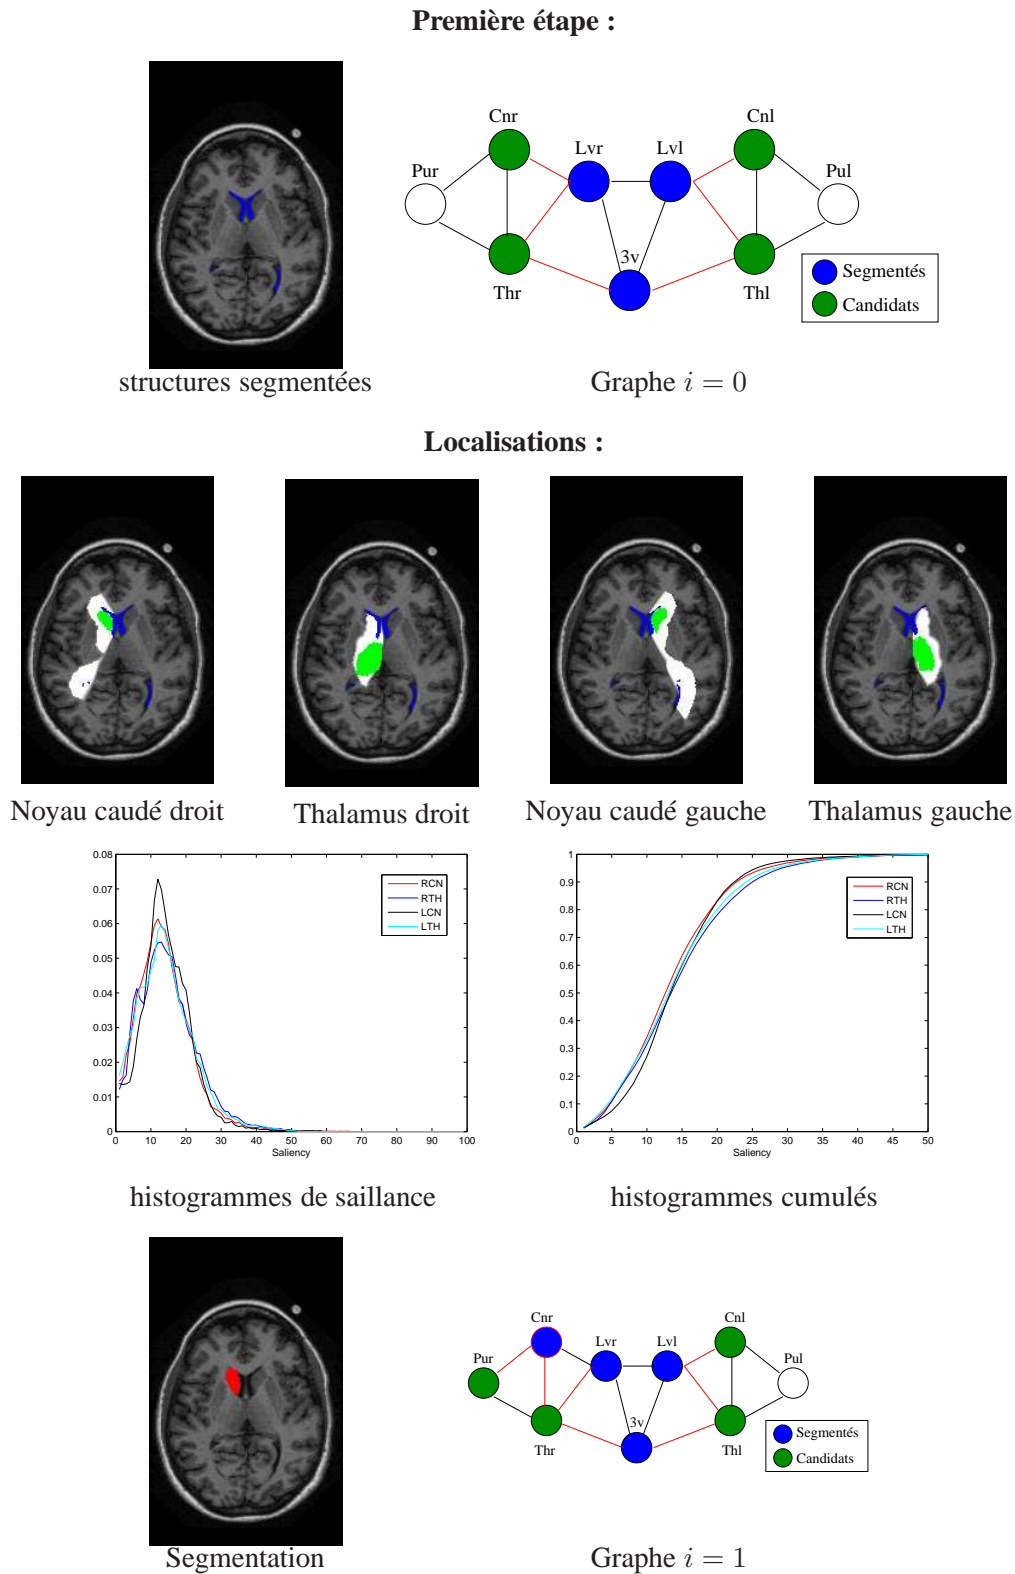 Première étape :
Cnr
Cnl
Lvr
Lvl
Pur
Pul
3v
Thr
Thl
Segmentés
Candidats
structures segmentées
Graphe i = 0
Localisations :
Noyau caudé droit
Thalamus droit
Noyau caudé gauche
Thalamus gauche
0.08
0.07
0.06
0.05
0.04
0.03
0.02
0.01
0
0 10 20 30 40 50 60 70 80 90 100
Saliency
RCN
RTH
LCN
LTH
1
0.9
0.8
0.7
0.6
0.5
0.4
0.3
0.2
0.1
0
0 5 10 15 20 25 30 35 40 45 50
Saliency
RCN
RTH
LCN
LTH
histogrammes de saillance
histogrammes cumulés
Cnr
Cnl
Lvr
Lvl
Pur
Pul
3v
Thr
Thl
Segmentés
Candidats
Segmentation
Graphe i = 1